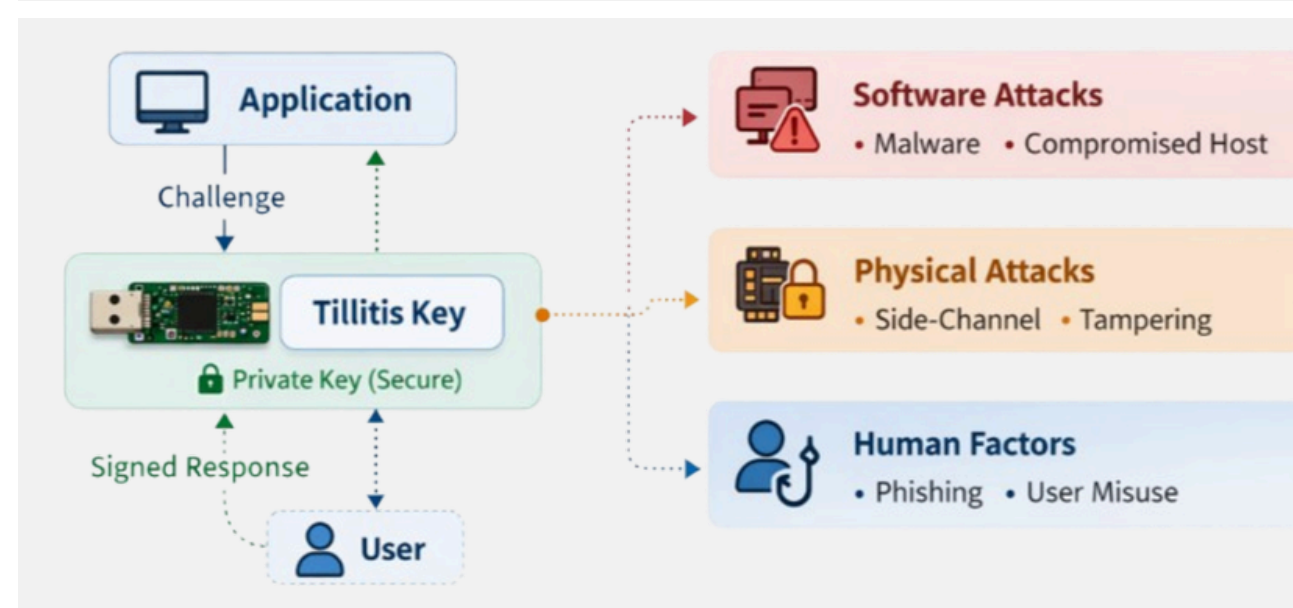 Application
Challenge
Tillitis Key
Private Key (Secure)
Signed Response
User
Software Attacks
• Malware • Compromised Host
Physical Attacks
• Side-Channel • Tampering
Human Factors
• Phishing • User Misuse